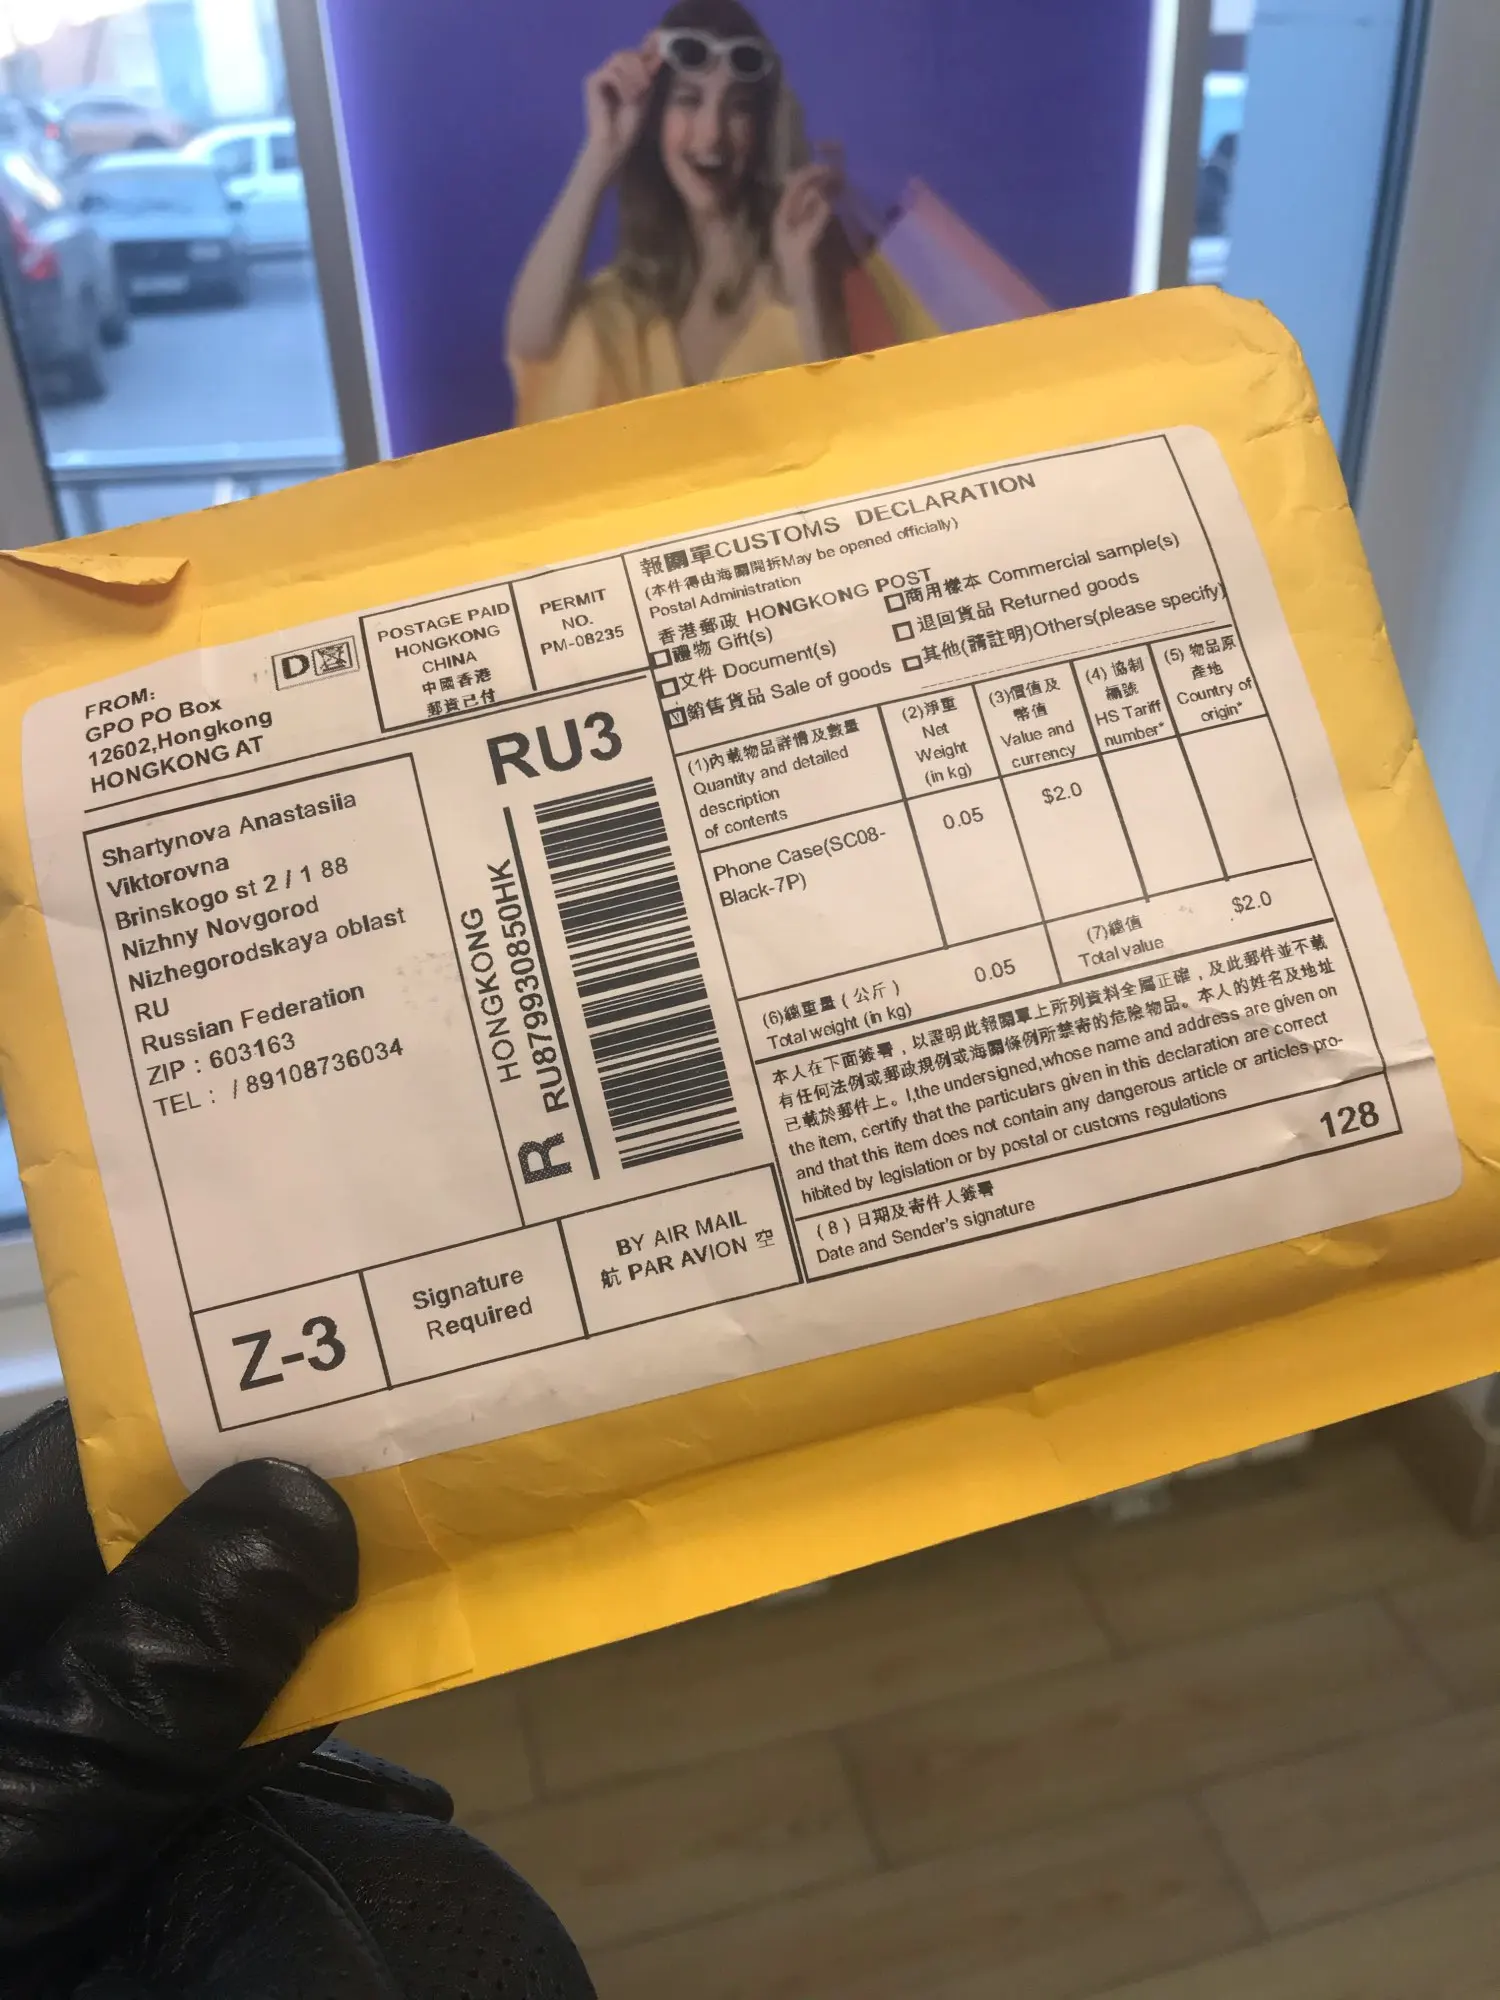 FROM:
GPO PO Box
12602,Hongkong
HONGKONG AT
D
POSTAGE PAID
HONGKONG
CHINA
中國香港
郵資已付
PERMIT
NO.
PM-08235
Shartynova Anastasiia
Viktorovna
Brinskogo st 2 / 1 88
Nizhny Novgorod
Nizhegorodskaya oblast
RU
Russian Federation
ZIP : 603163
TEL : / 89108736034
RU3
HONGKONG
R RU879930850HK
Z-3
Signature
Required
BY AIR MAIL
航 PAR AVION 空
報關單CUSTOMS DECLARATION
(本件得由海關開拆May be opened officially)
Postal Administration
香港郵政 HONGKONG POST
禮物 Gift(s)
文件 Document(s)
銷售貨品 Sale of goods
商用樣本 Commercial sample(s)
退回貨品 Returned goods
其他(請註明)Others(please specify)
(1)內載物品詳情及數量
Quantity and detailed
description
of contents
(2)淨重
Net
Weight
(in kg)
(3)價值及
幣值
Value and
currency
(4) 協制
編號
HS Tariff
number*
(5) 物品原
產地
Country of
origin*
Phone Case(SC08-
Black-7P)
0.05
$2.0
(6)總重量 ( 公斤 )
Total weight (in kg)
0.05
(7)總值
Total value
$2.0
本人在下面簽署，以證明此報關單上所列資料全屬正確，及此郵件並不載
有任何法例或郵政規例或海關條例所禁寄的危險物品。本人的姓名及地址
已載於郵件上。I,the undersigned,whose name and address are given on
the item, certify that the particulars given in this declaration are correct
and that this item does not contain any dangerous article or articles pro-
hibited by legislation or by postal or customs regulations
128
( 8 ) 日期及寄件人簽署
Date and Sender's signature